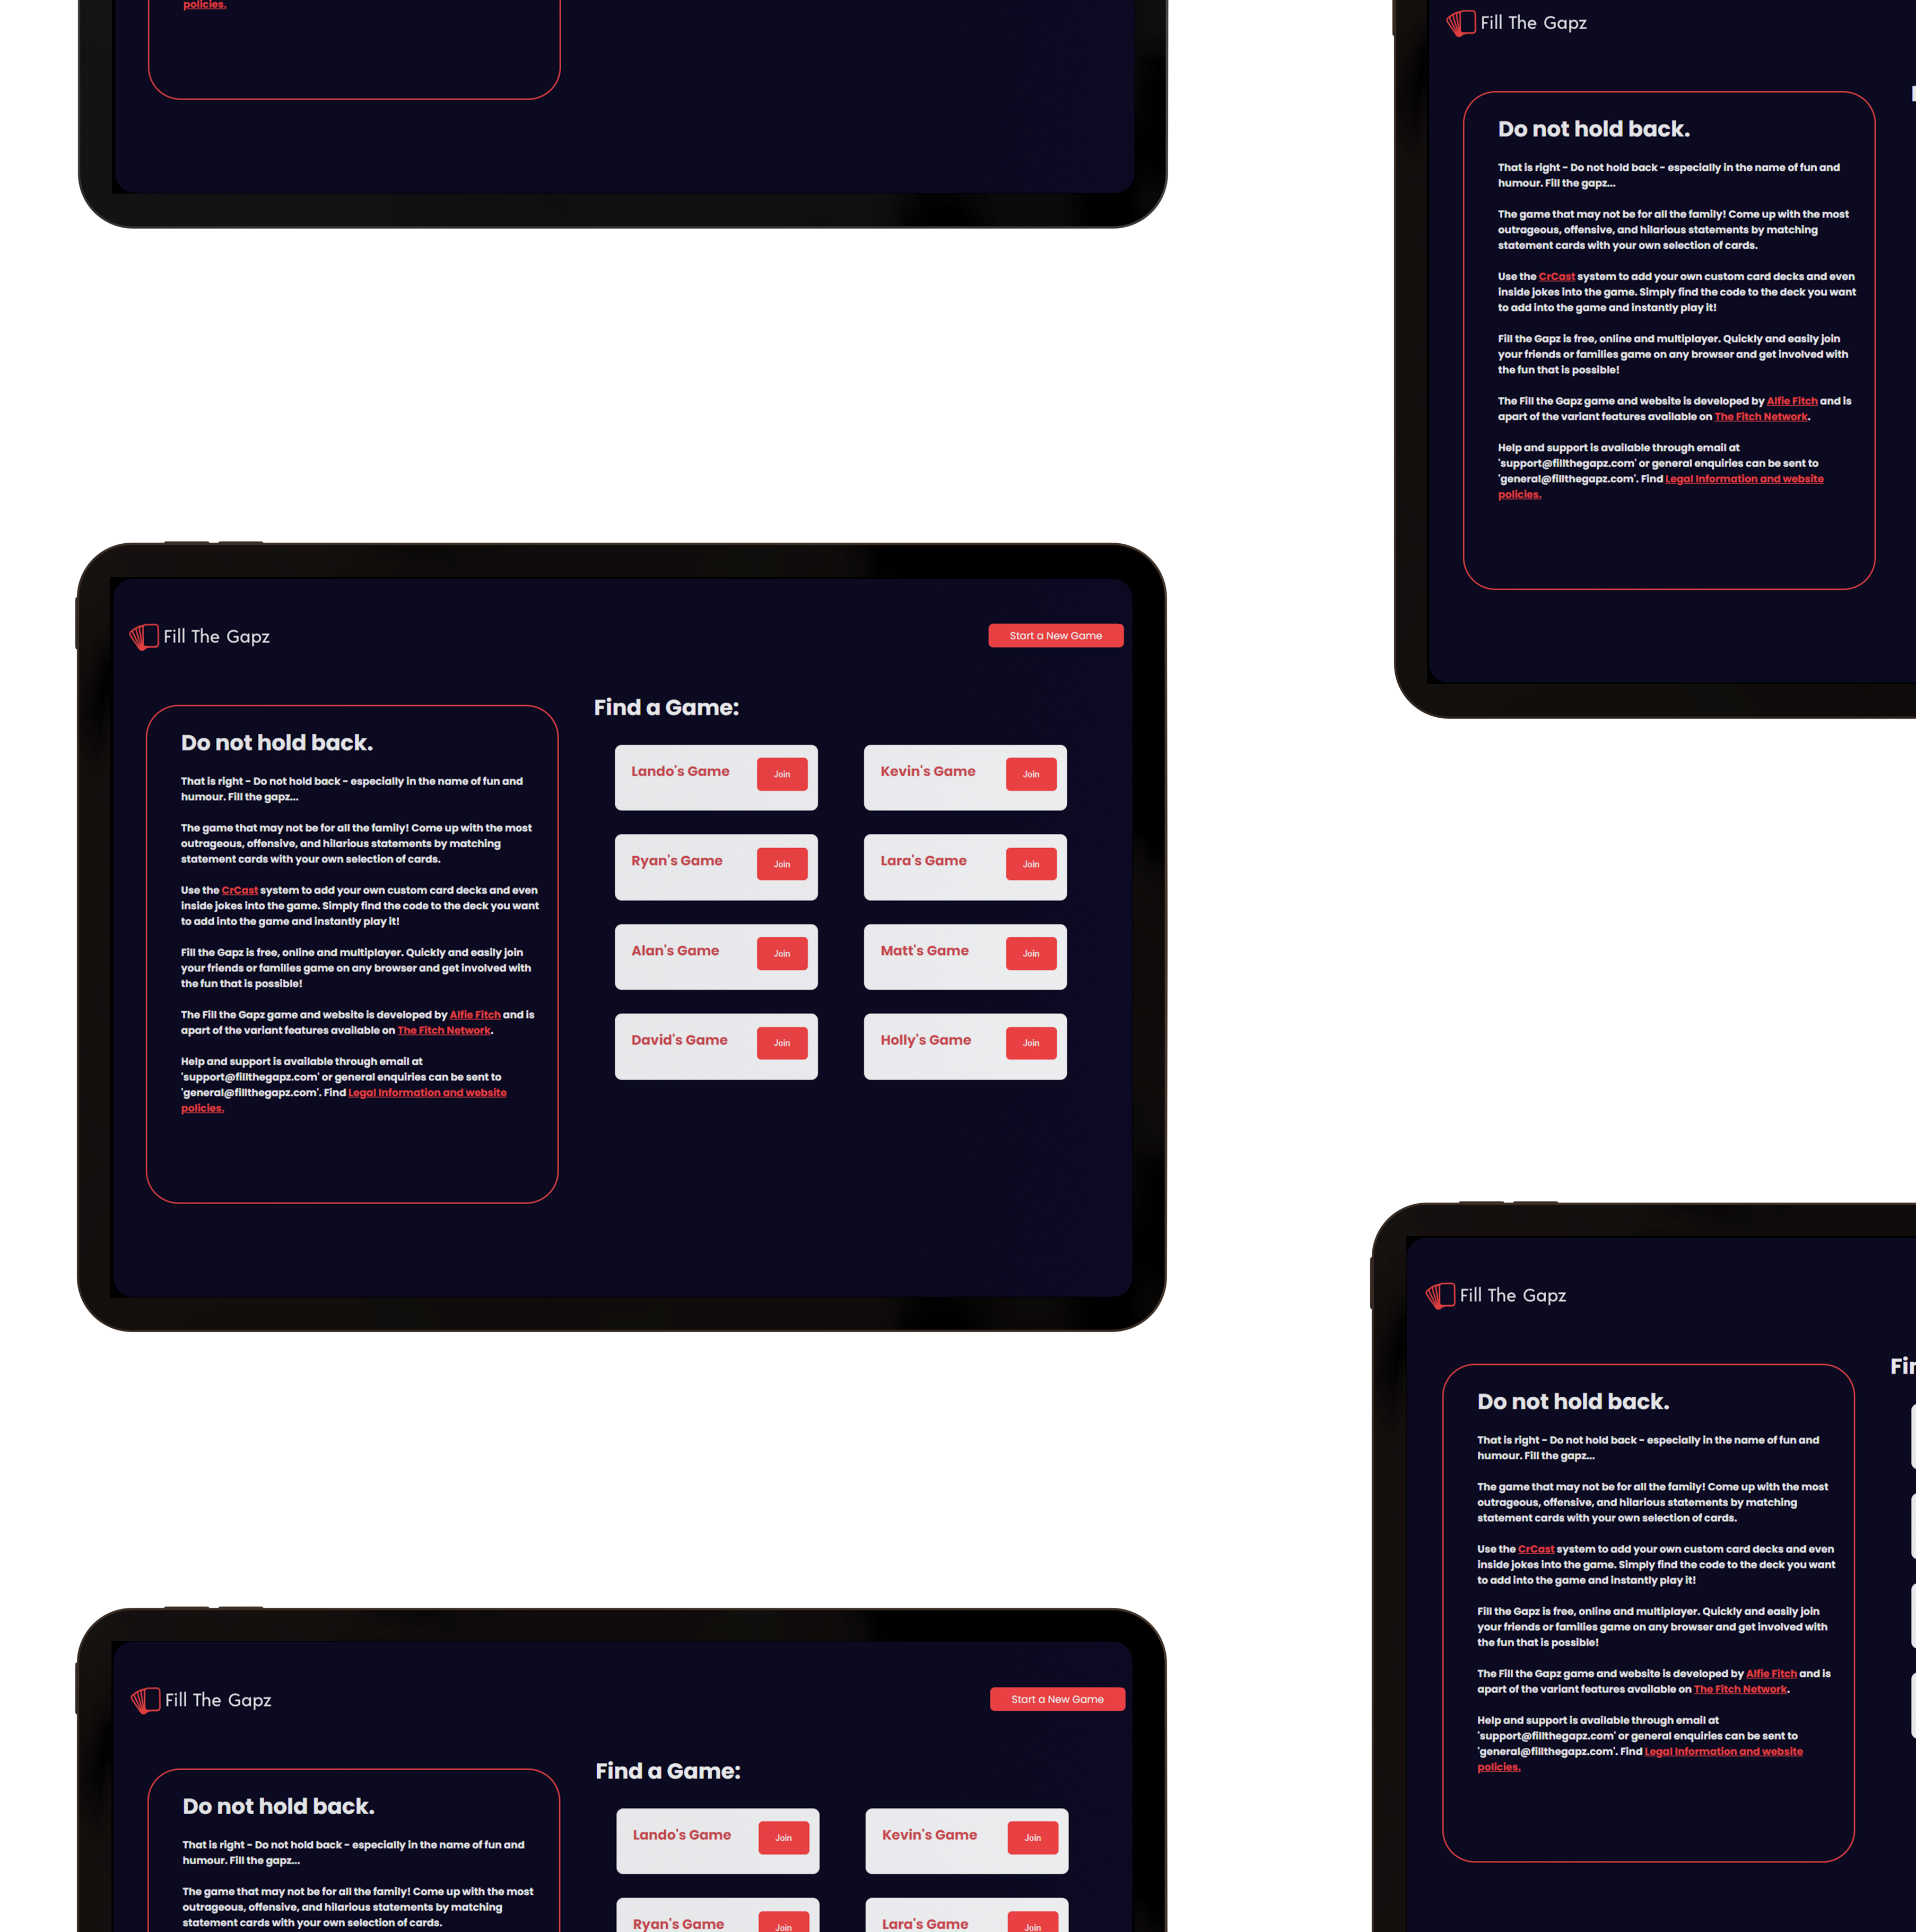 policies.
Fill The Gapz
Start a New Game
Do not hold back.
That is right - Do not hold back - especially in the name of fun and
humour. Fill the gapz...
The game that may not be for all the family! Come up with the most
outrageous, offensive, and hilarious statements by matching
statement cards with your own selection of cards.
Use the CrCast system to add your own custom card decks and even
inside jokes into the game. Simply find the code to the deck you want
to add into the game and instantly play it!
Fill the Gapz is free, online and multiplayer. Quickly and easily join
your friends or families game on any browser and get involved with
the fun that is possible!
The Fill the Gapz game and website is developed by Alfie Fitch and is
apart of the variant features available on The Fitch Network.
Help and support is available through email at
'support@fillthegapz.com' or general enquiries can be sent to
'general@fillthegapz.com'. Find Legal Information and website
policies.
Find a Game:
Lando's Game Join
Kevin's Game Join
Ryan's Game Join
Lara's Game Join
Alan's Game Join
Matt's Game Join
David's Game Join
Holly's Game Join
Fill The Gapz
Start a New Game
Do not hold back.
That is right - Do not hold back - especially in the name of fun and
humour. Fill the gapz...
The game that may not be for all the family! Come up with the most
outrageous, offensive, and hilarious statements by matching
statement cards with your own selection of cards.
Find a Game:
Lando's Game Join
Kevin's Game Join
Ryan's Game Join
Lara's Game Join
Fill The Gapz
Do not hold back.
That is right - Do not hold back - especially in the name of fun and
humour. Fill the gapz...
The game that may not be for all the family! Come up with the most
outrageous, offensive, and hilarious statements by matching
statement cards with your own selection of cards.
Use the CrCast system to add your own custom card decks and even
inside jokes into the game. Simply find the code to the deck you want
to add into the game and instantly play it!
Fill the Gapz is free, online and multiplayer. Quickly and easily join
your friends or families game on any browser and get involved with
the fun that is possible!
The Fill the Gapz game and website is developed by Alfie Fitch and is
apart of the variant features available on The Fitch Network.
Help and support is available through email at
'support@fillthegapz.com' or general enquiries can be sent to
'general@fillthegapz.com'. Find Legal Information and website
policies.
Fill The Gapz
Do not hold back.
That is right - Do not hold back - especially in the name of fun and
humour. Fill the gapz...
The game that may not be for all the family! Come up with the most
outrageous, offensive, and hilarious statements by matching
statement cards with your own selection of cards.
Use the CrCast system to add your own custom card decks and even
inside jokes into the game. Simply find the code to the deck you want
to add into the game and instantly play it!
Fill the Gapz is free, online and multiplayer. Quickly and easily join
your friends or families game on any browser and get involved with
the fun that is possible!
The Fill the Gapz game and website is developed by Alfie Fitch and is
apart of the variant features available on The Fitch Network.
Help and support is available through email at
'support@fillthegapz.com' or general enquiries can be sent to
'general@fillthegapz.com'. Find Legal Information and website
policies.